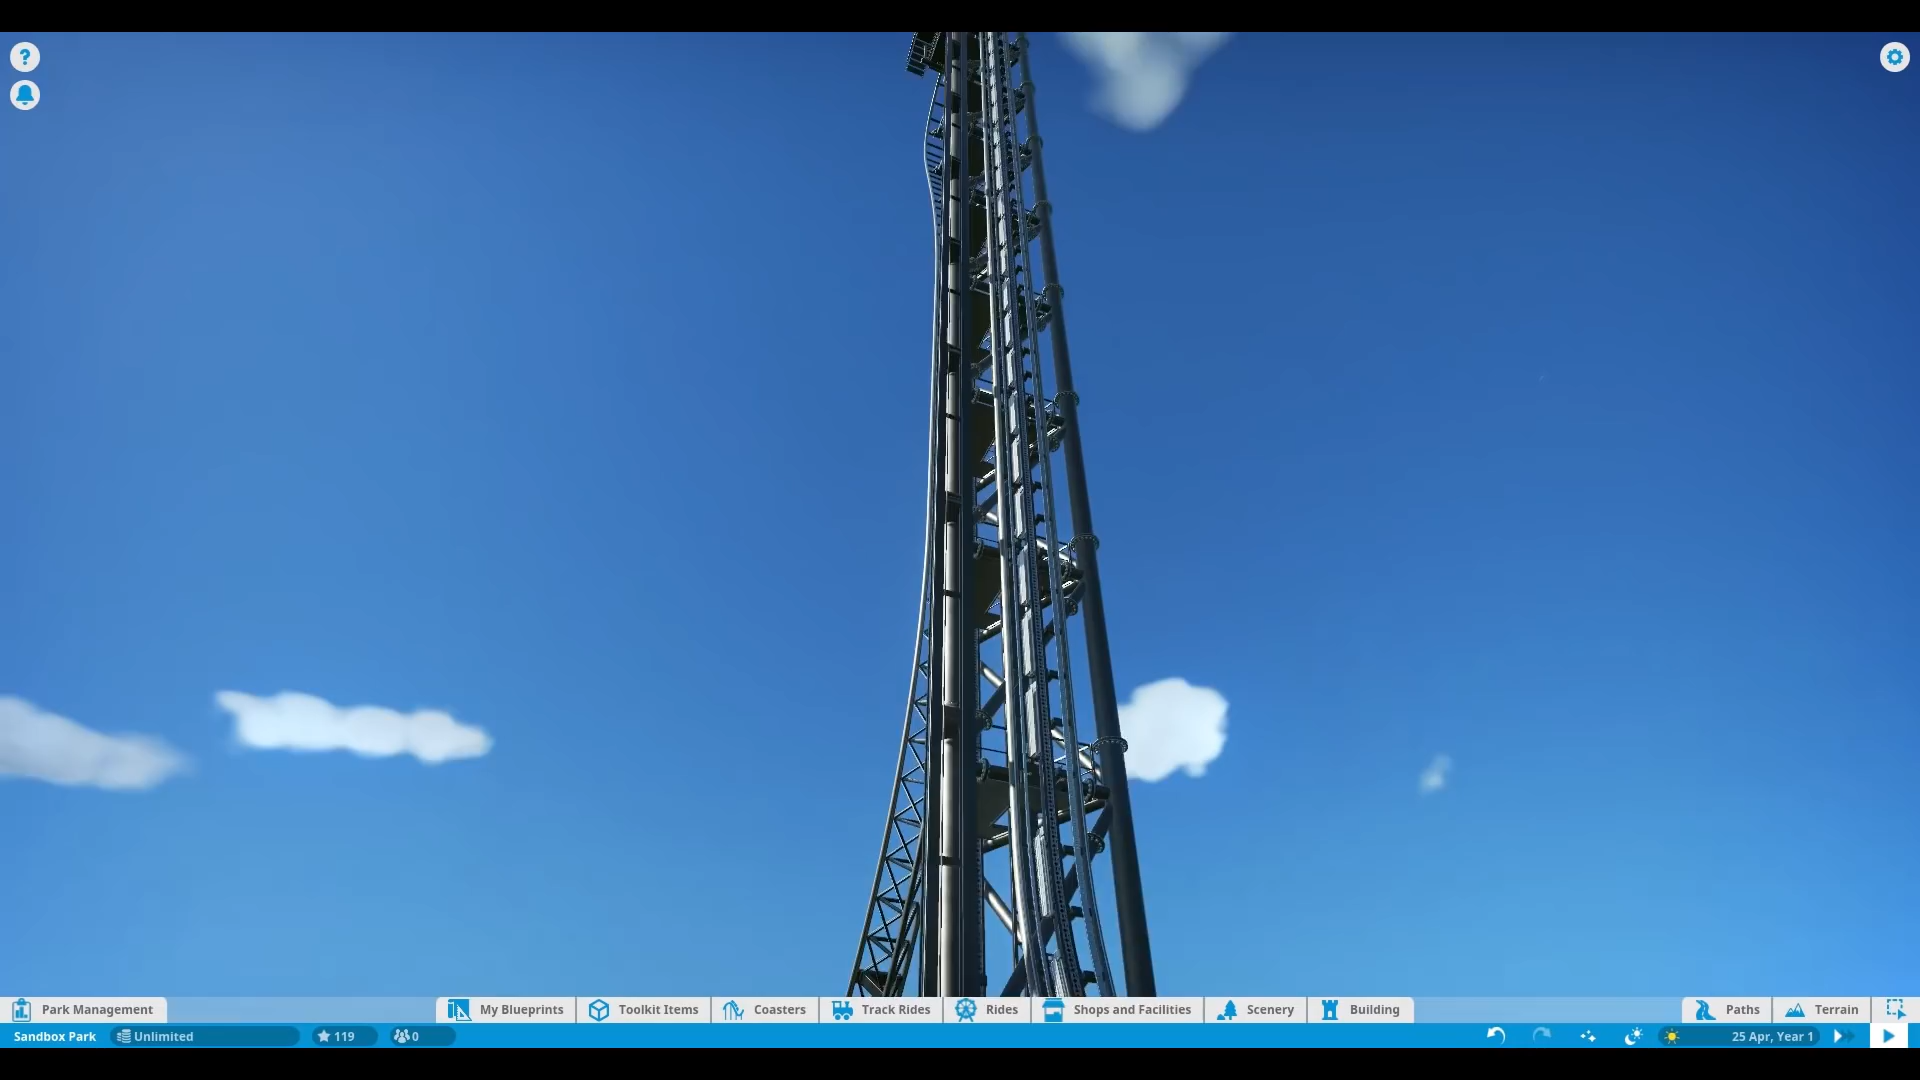 ?
Park Management
My Blueprints
Toolkit Items
Coasters
Track Rides
Rides
Shops and Facilities
Scenery
Building
Paths
Terrain
Sandbox Park
Unlimited
119
0
25 Apr, Year 1